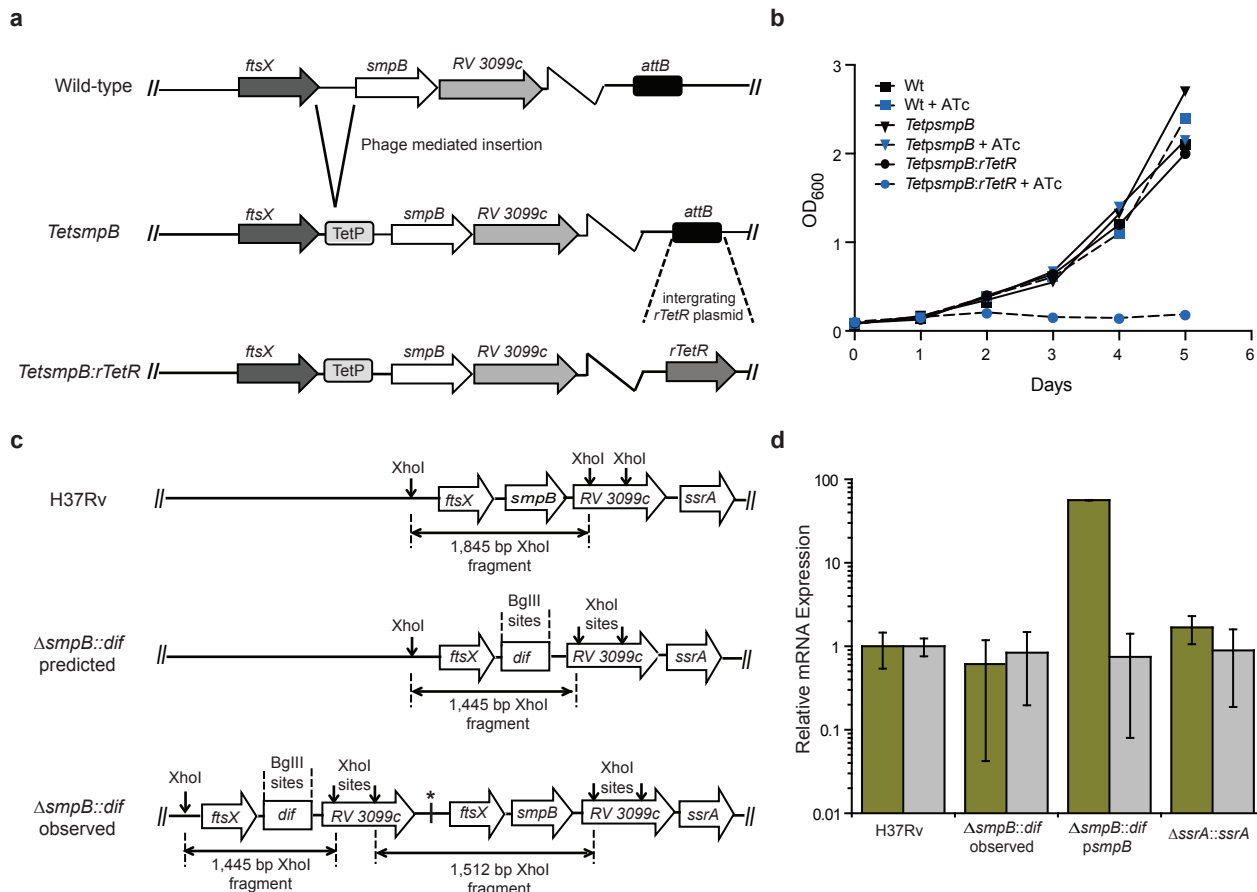 a
Wild-type
//
ftsX
smpB
RV 3099c
attB
//
Phage mediated insertion
TetsmpB
//
ftsX
TetP
smpB
RV 3099c
attB
//
intergrating
rTetR plasmid
TetsmpB:rTetR
//
ftsX
TetP
smpB
RV 3099c
rTetR
//
b
OD600
3
2
1
0
Wt
Wt + ATc
TetpsmpB
TetpsmpB + ATc
TetpsmpB:rTetR
TetpsmpB:rTetR + ATc
0 1 2 3 4 5 6
Days
c
H37Rv
//
XhoI
XhoI XhoI
ftsX
smpB
RV 3099c
ssrA
//
1,845 bp XhoI
fragment
ΔsmpB::dif
predicted
//
XhoI
BgIII
sites
XhoI
sites
ftsX
dif
RV 3099c
ssrA
//
1,445 bp XhoI
fragment
ΔsmpB::dif
observed
//
XhoI
BgIII
sites
XhoI
sites
*
XhoI
sites
ftsX
dif
RV 3099c
ftsX
smpB
RV 3099c
ssrA
//
1,445 bp XhoI
fragment
1,512 bp XhoI
fragment
d
Relative mRNA Expression
100
10
1
0.1
0.01
H37Rv
ΔsmpB::dif
observed
ΔsmpB::dif
psmpB
ΔssrA::ssrA